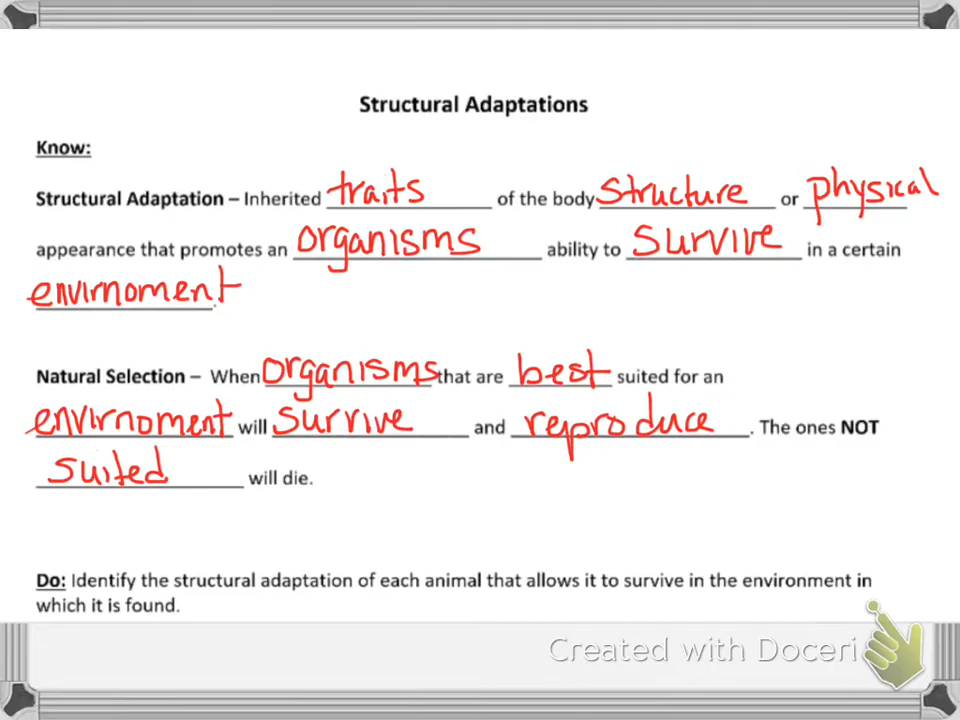 Structural Adaptations
Know:
Structural Adaptation – Inherited traits of the body structure or physical
appearance that promotes an organisms ability to survive in a certain
envirnoment.
Natural Selection – When organisms that are best suited for an
envirnoment will survive and reproduce. The ones NOT
suited will die.
Do: Identify the structural adaptation of each animal that allows it to survive in the environment in
which it is found.
Created with Doceri